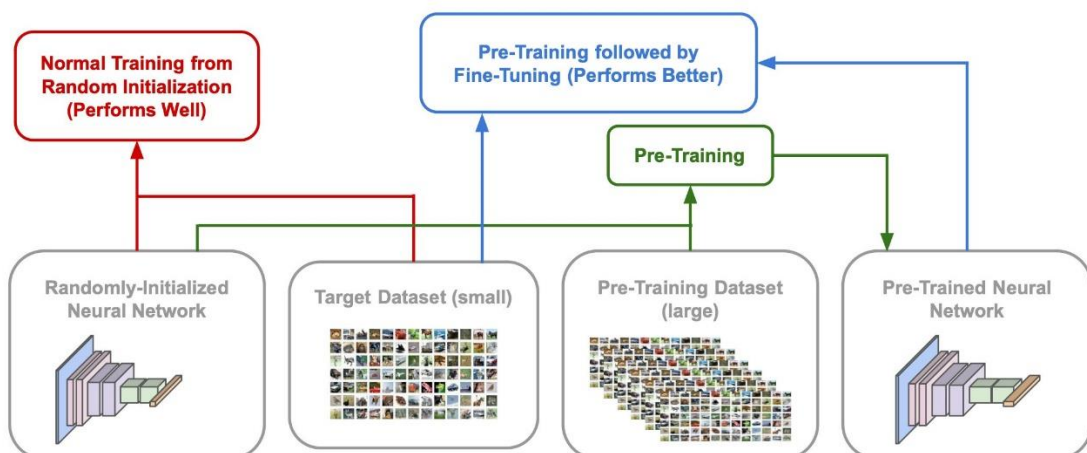 Normal Training from
Random Initialization
(Performs Well)
Pre-Training followed by
Fine-Tuning (Performs Better)
Pre-Training
Randomly-Initialized
Neural Network
Target Dataset (small)
Pre-Training Dataset
(large)
Pre-Trained Neural
Network